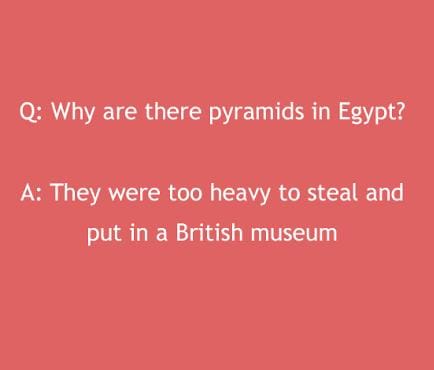 Q: Why are there pyramids in Egypt?
A: They were too heavy to steal and
put in a British museum